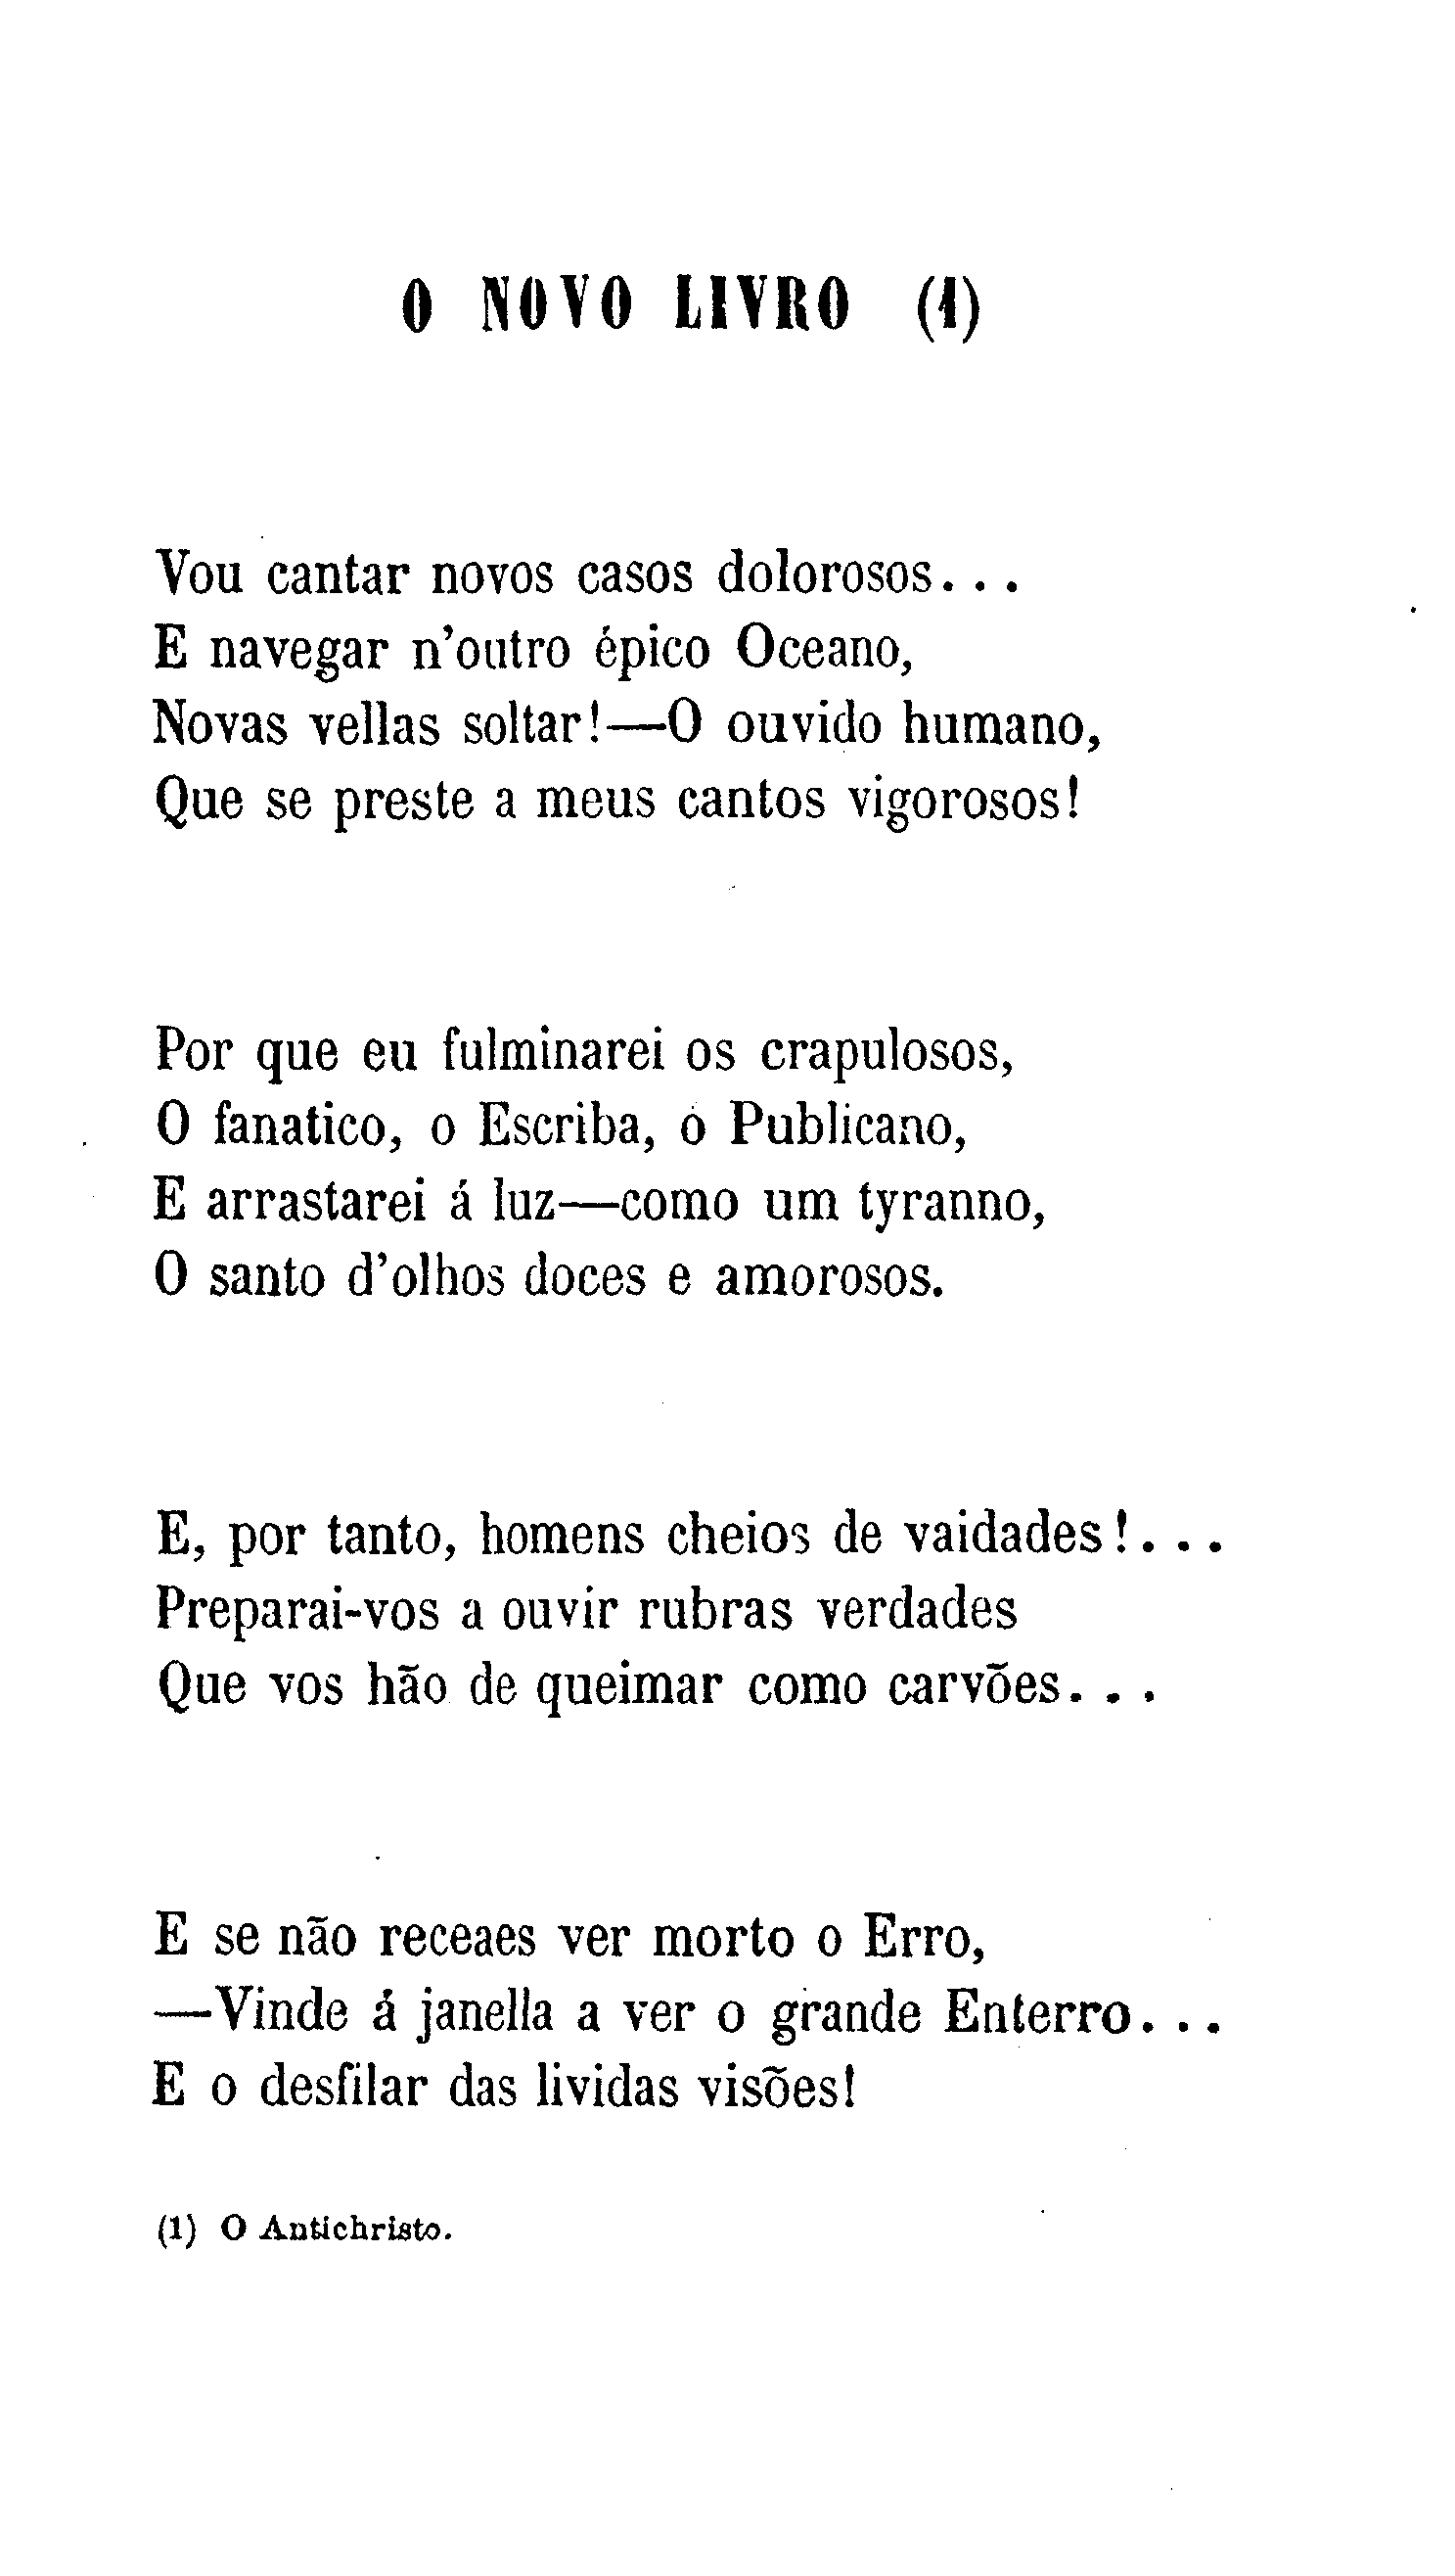 O NOVO LIVRO (1)
Vou cantar novos casos dolorosos...
E navegar n'outro épico Oceano,
Novas vellas soltar!—O ouvido humano,
Que se preste a meus cantos vigorosos!
Por que eu fulminarei os crapulosos,
O fanatico, o Escriba, o Publicano,
E arrastarei á luz—como um tyranno,
O santo d'olhos doces e amorosos.
E, por tanto, homens cheios de vaidades!...
Preparai-vos a ouvir rubras verdades
Que vos hão de queimar como carvões...
E se não receaes ver morto o Erro,
—Vinde á janella a ver o grande Enterro...
E o desfilar das lividas visões!
(1) O Antichristo.